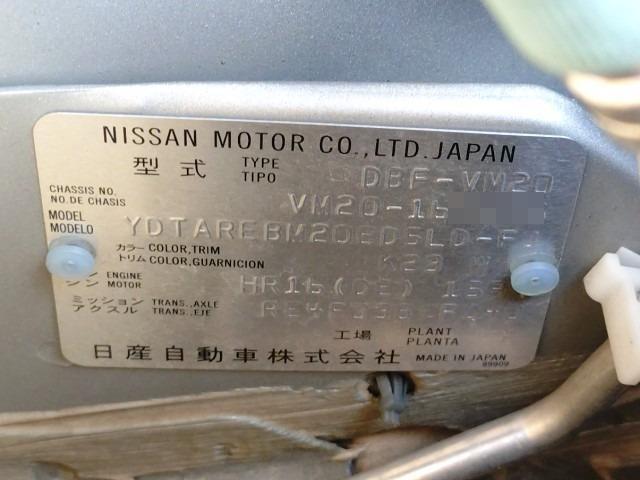 NISSAN MOTOR CO., LTD. JAPAN
型式 TYPE TIPO DBF-VM20
CHASSIS NO. NO. DE CHASIS VM20-16
MODEL MODELO
カラー COLOR, TRIM
トリム COLOR, GUARNICION K23
ENGINE MOTOR HR16(DE)
ミッション TRANS., AXLE
アクスル TRANS., EJE
工場 PLANT PLANTA
日産自動車株式会社 MADE IN JAPAN
99909